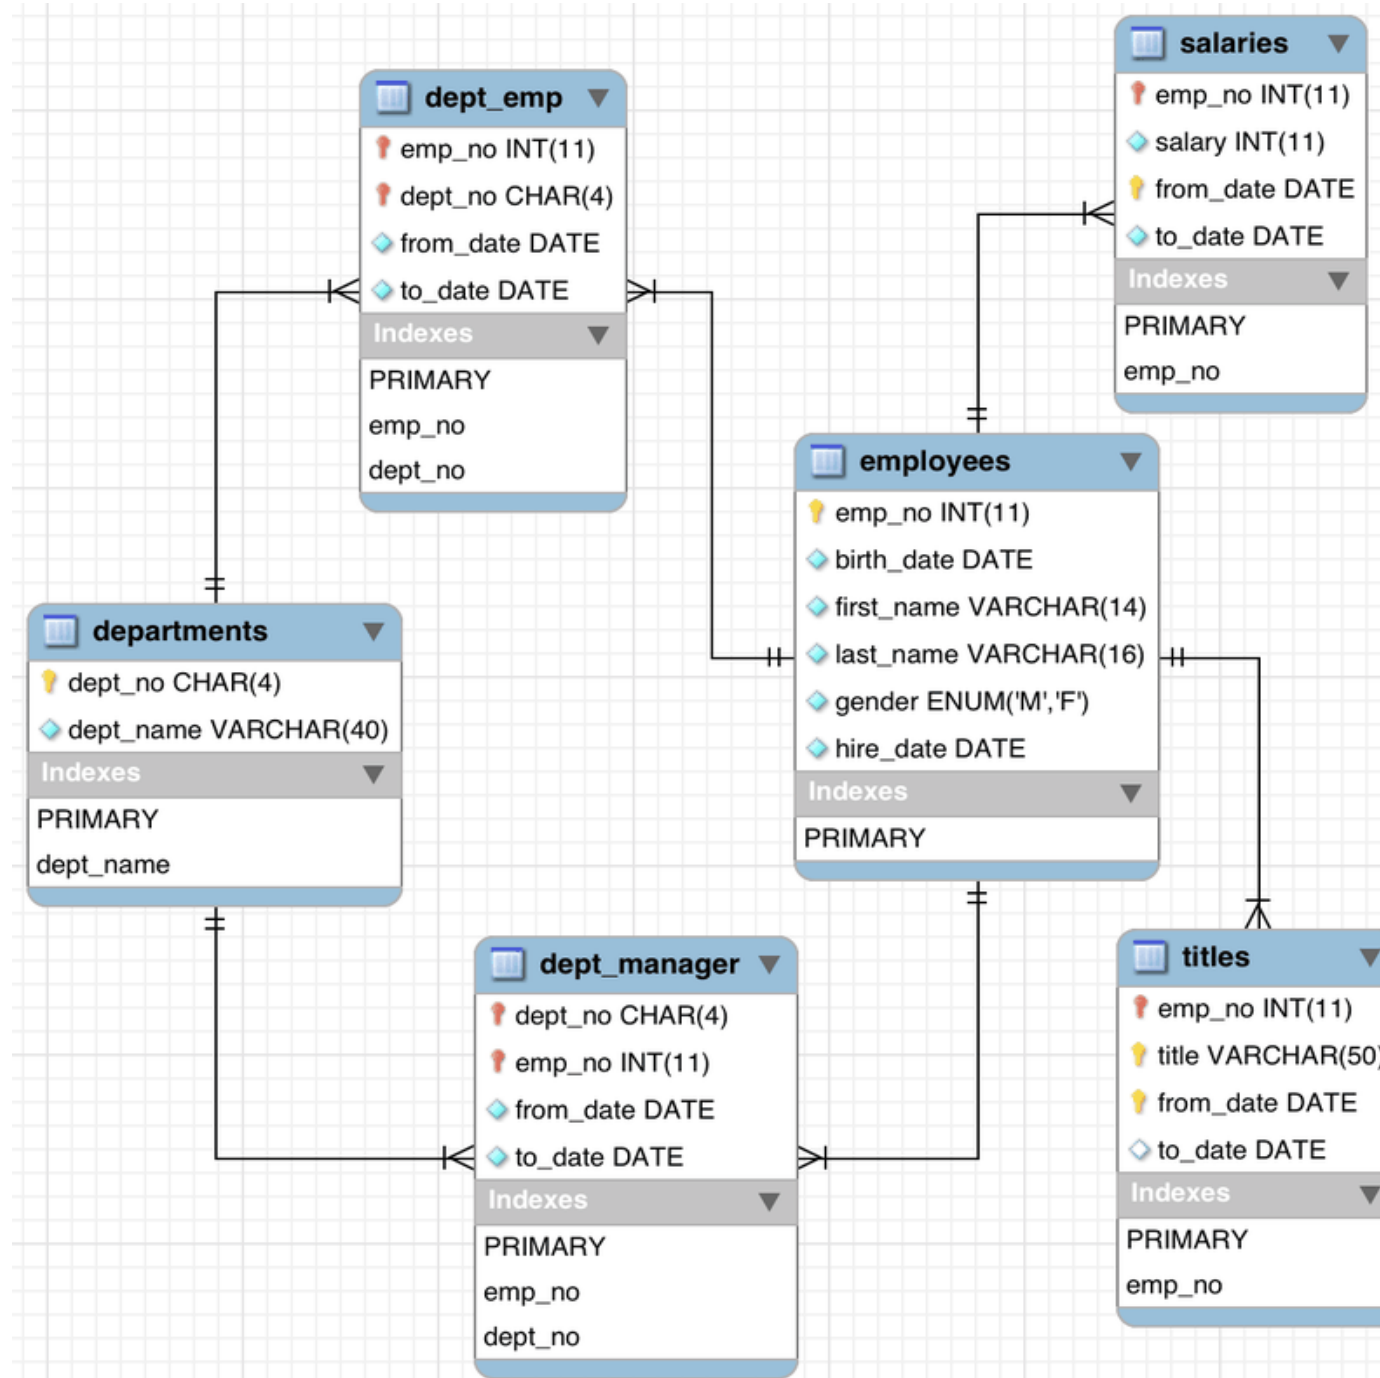 salaries
emp_no INT(11)
salary INT(11)
from_date DATE
to_date DATE
Indexes
PRIMARY
emp_no
dept_emp
emp_no INT(11)
dept_no CHAR(4)
from_date DATE
to_date DATE
Indexes
PRIMARY
emp_no
dept_no
employees
emp_no INT(11)
birth_date DATE
first_name VARCHAR(14)
last_name VARCHAR(16)
gender ENUM('M','F')
hire_date DATE
Indexes
PRIMARY
departments
dept_no CHAR(4)
dept_name VARCHAR(40)
Indexes
PRIMARY
dept_name
dept_manager
dept_no CHAR(4)
emp_no INT(11)
from_date DATE
to_date DATE
Indexes
PRIMARY
emp_no
dept_no
titles
emp_no INT(11)
title VARCHAR(50)
from_date DATE
to_date DATE
Indexes
PRIMARY
emp_no